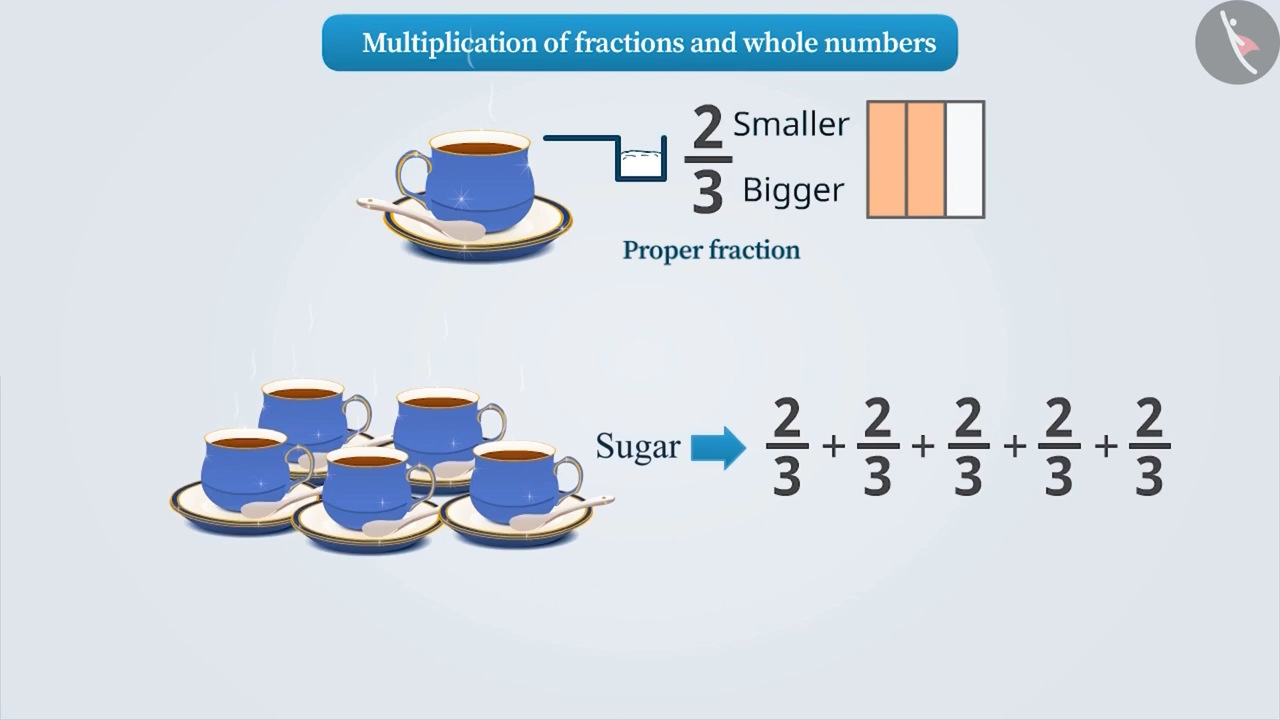 Multiplication of fractions and whole numbers
2/3
Smaller
Bigger
Proper fraction
Sugar
2/3 + 2/3 + 2/3 + 2/3 + 2/3